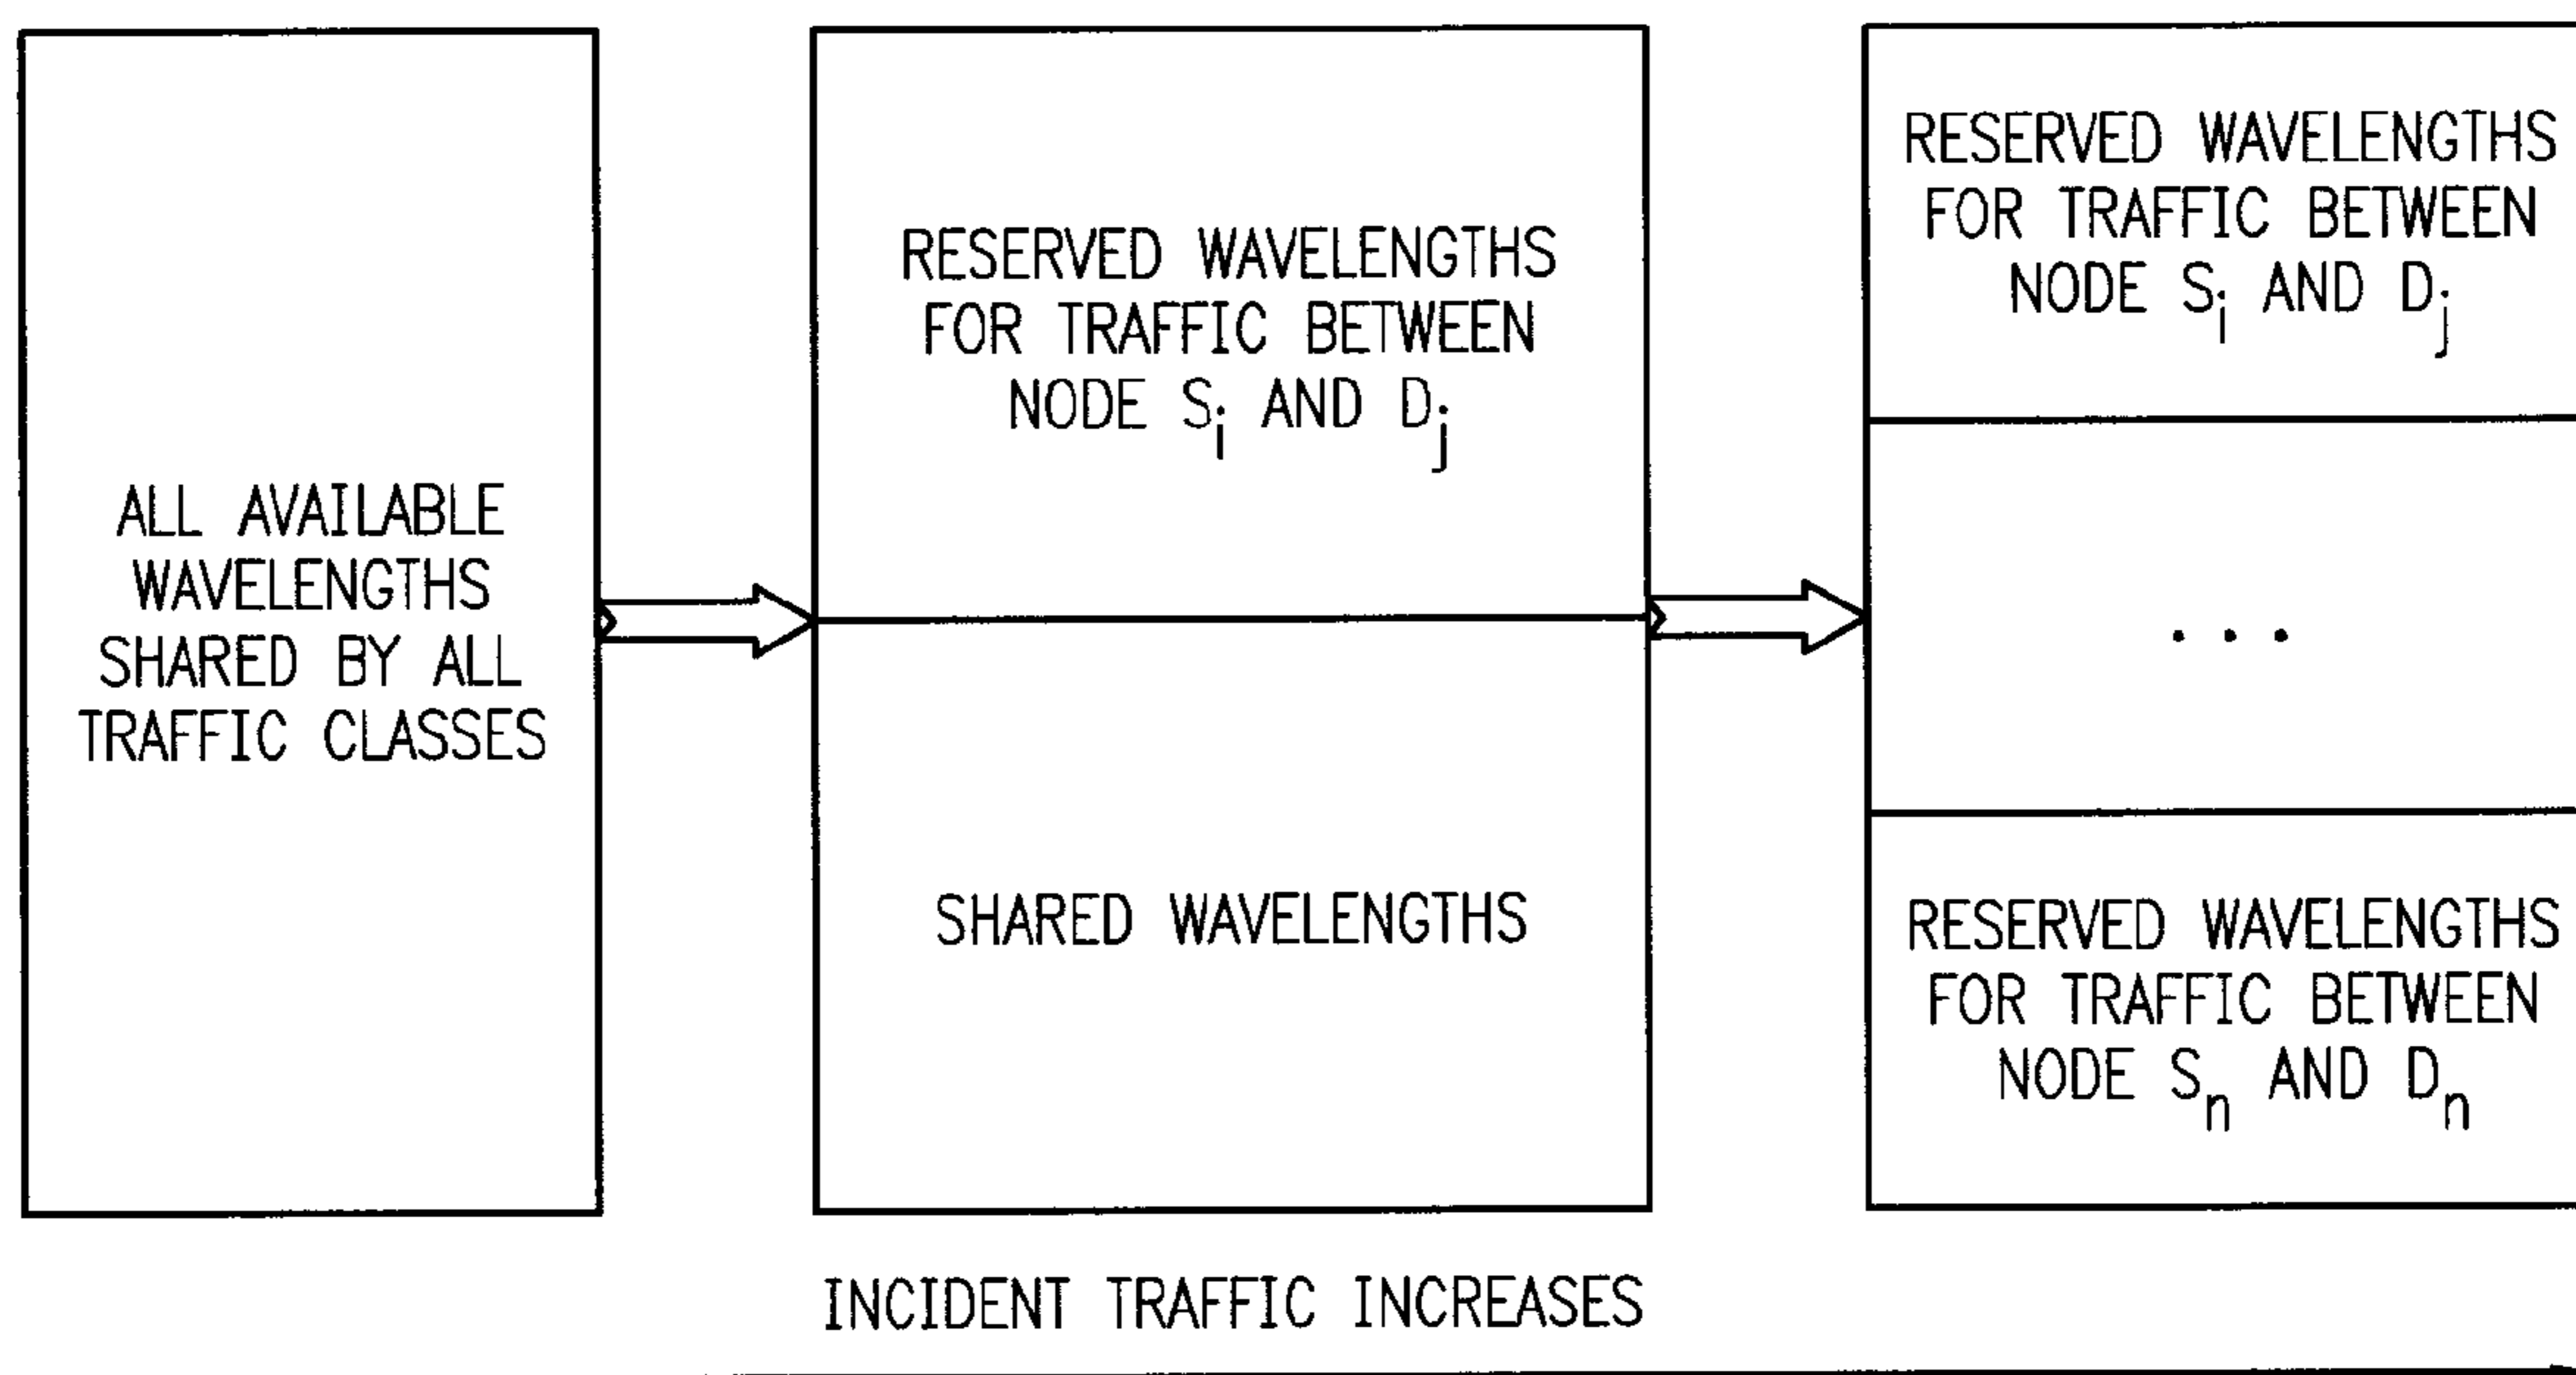 ALL AVAILABLE
WAVELENGTHS
SHARED BY ALL
TRAFFIC CLASSES
RESERVED WAVELENGTHS
FOR TRAFFIC BETWEEN
NODE Si AND Dj
SHARED WAVELENGTHS
RESERVED WAVELENGTHS
FOR TRAFFIC BETWEEN
NODE Si AND Dj
. . .
RESERVED WAVELENGTHS
FOR TRAFFIC BETWEEN
NODE Sn AND Dn
INCIDENT TRAFFIC INCREASES